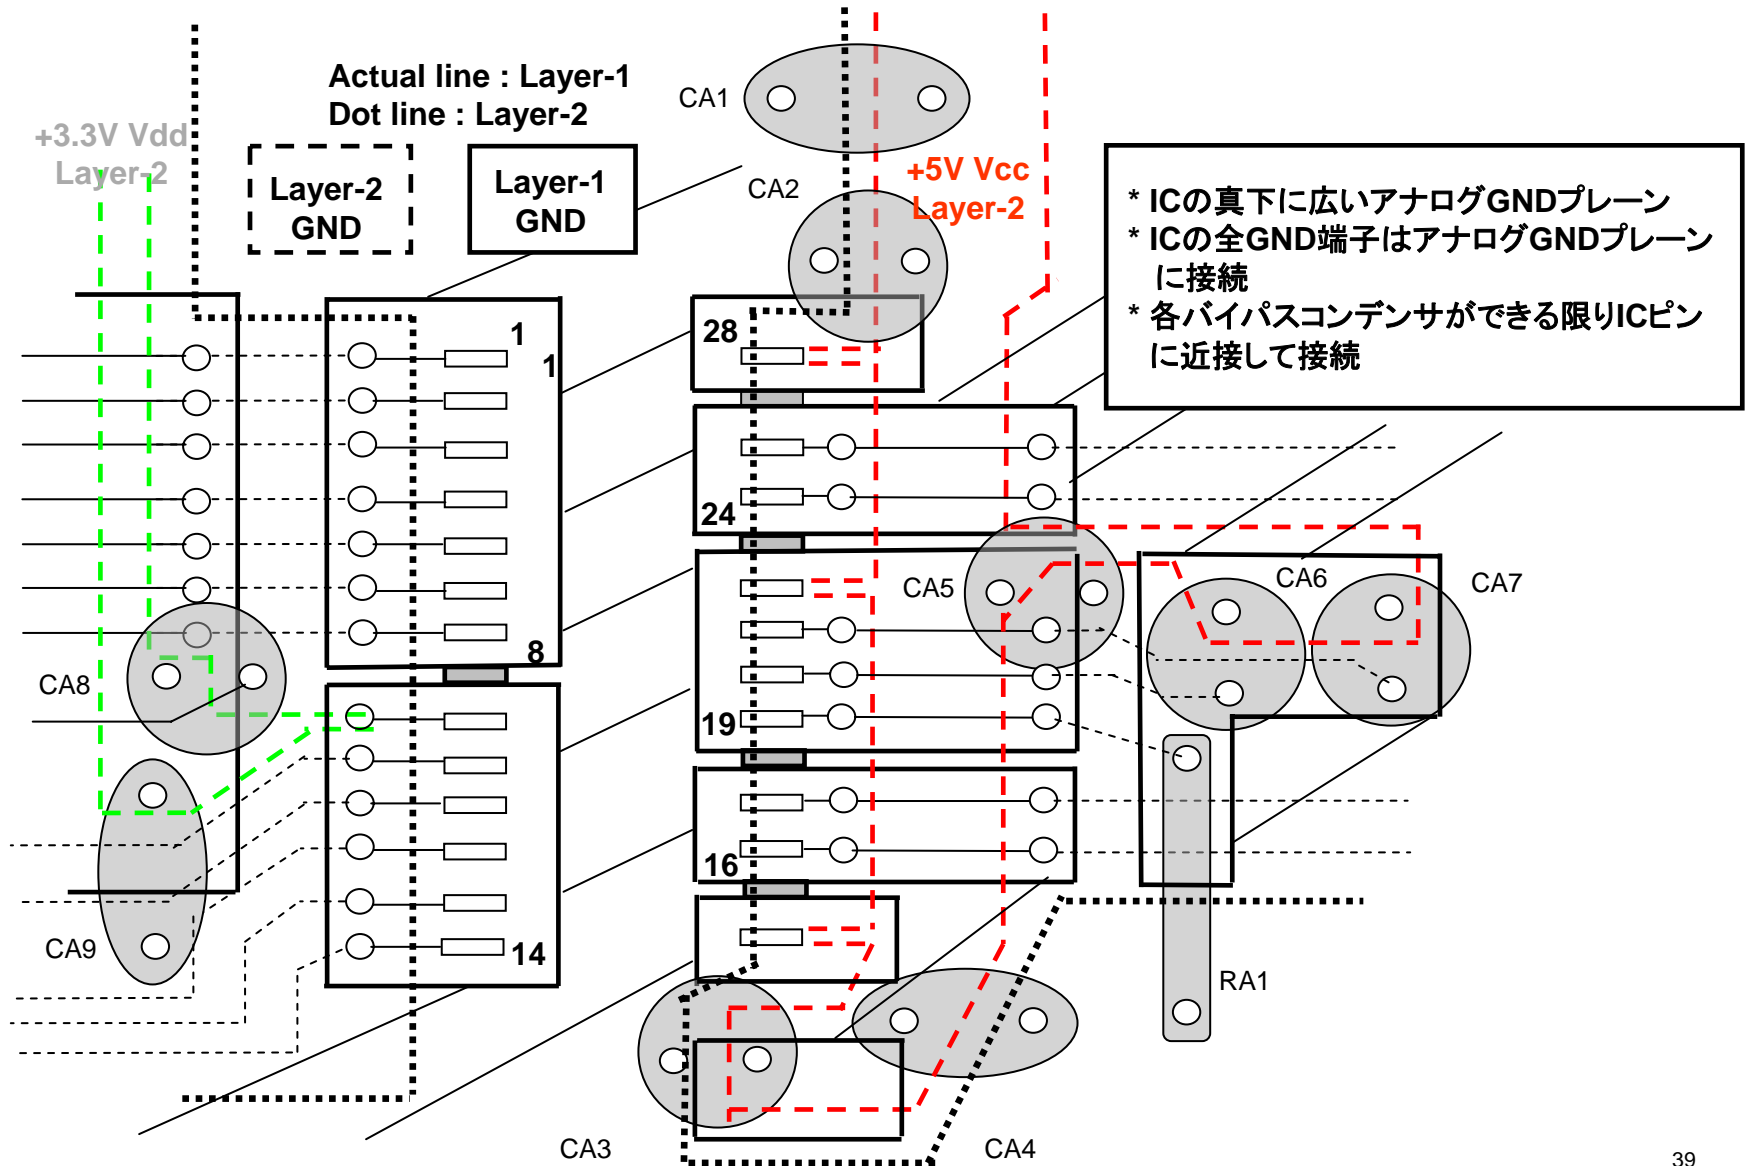 Actual line : Layer-1
Dot line : Layer-2
CA1
+3.3V Vdd
Layer-2
Layer-2
GND
Layer-1
GND
CA2
+5V Vcc
Layer-2
* ICの真下に広いアナログGNDプレーン
* ICの全GND端子はアナログGNDプレーン
に接続
* 各バイパスコンデンサができる限りICピン
に近接して接続
1
1
28
24
CA5
CA6
CA7
8
CA8
19
16
CA9
14
RA1
CA3
CA4
39